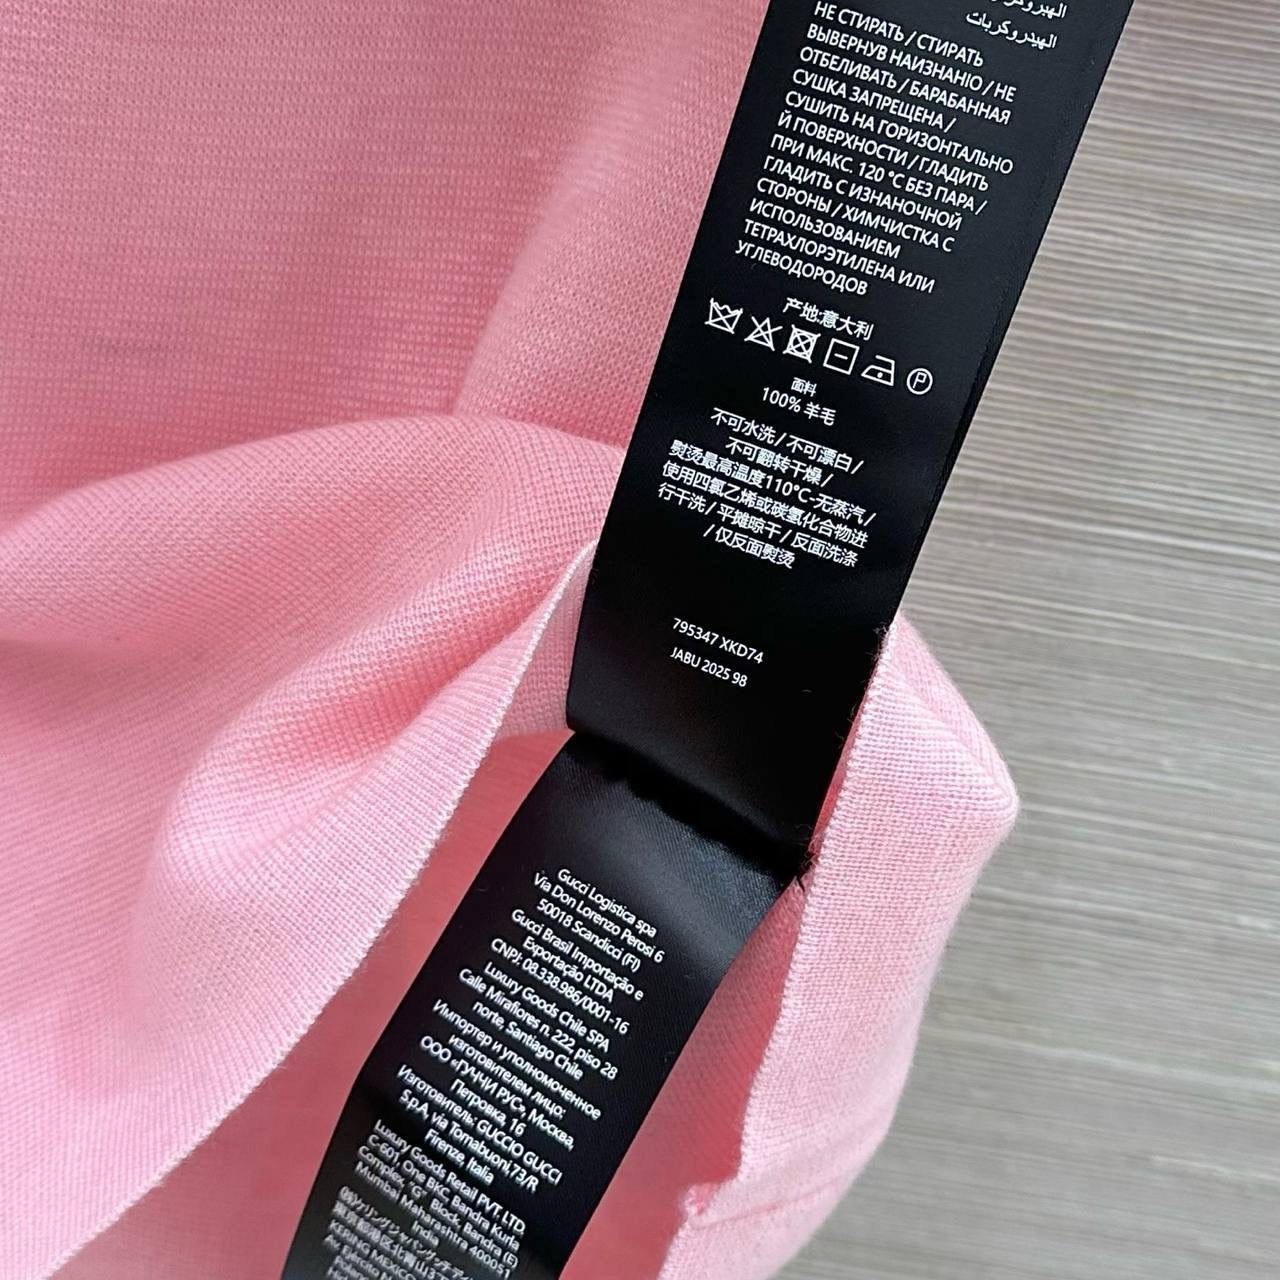 الهيدروكربات
НЕ СТИРАТЬ / СТИРАТЬ
ВЫВЕРНУВ НАИЗНАНЮ / НЕ
ОТБЕЛИВАТЬ / БАРАБАННАЯ
СУШКА ЗАПРЕЩЕНА /
СУШИТЬ НА ГОРИЗОНТАЛЬНО
Й ПОВЕРХНОСТИ / ГЛАДИТЬ
ПРИ МАКС. 120 °C БЕЗ ПАРА /
ГЛАДИТЬ С ИЗНАНОЧНОЙ
СТОРОНЫ / ХИМЧИСТКА С
ИСПОЛЬЗОВАНИЕМ
ТЕТРАХЛОРЭТИЛЕНА ИЛИ
УГЛЕВОДОРОДОВ
产地:意大利
P
面料
100% 羊毛
不可水洗 / 不可漂白 /
不可翻转干燥 /
熨烫最高温度110°C-无蒸汽 /
使用四氯乙烯或碳氢化合物进
行干洗 / 平摊晾干 / 反面洗涤
/ 仅反面熨烫
795347 XKD74
JABU 2025 98
Gucci Logistica spa
Via Don Lorenzo Perosi 6
50018 Scandicci (FI)
Gucci Brasil Importação e
Exportação LTDA
CNPJ: 08.338.986/0001-16
Luxury Goods Chile SPA
Calle Miraflores n. 222, piso 28
norte, Santiago Chile
Импортер и уполномоченное
изготовителем лицо:
ООО «ГУЧЧИ РУС», Москва,
Петровка, 16
Изготовитель: GUCCIO GUCCI
S.p.A, via Tornabuoni,73/R
Firenze, Italia
Luxury Goods Retail PVT. LTD.
C-601, One BKC, Bandra Kurla
Complex, "G" Block, Bandra (E)
Mumbai Maharashtra 400051
India
KERING MEXICO